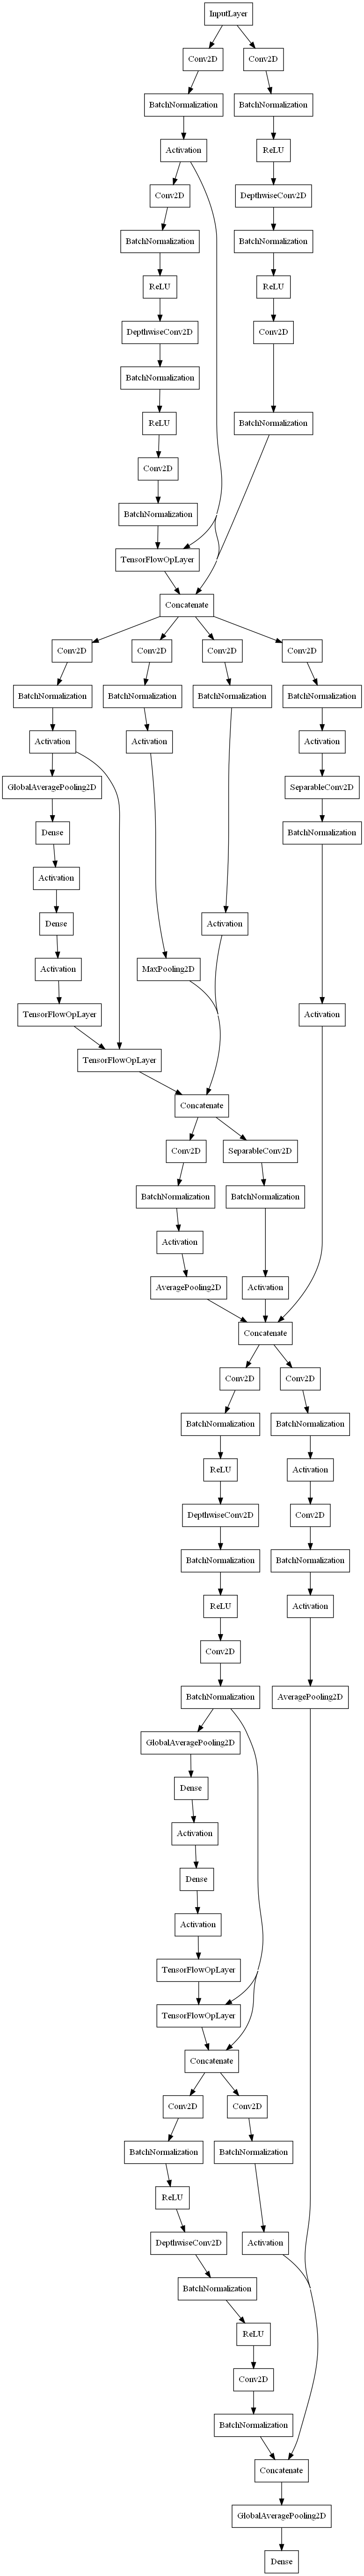 InputLayer
Conv2D Conv2D
BatchNormalization BatchNormalization
Activation ReLU
Conv2D DepthwiseConv2D
BatchNormalization BatchNormalization
ReLU ReLU
DepthwiseConv2D Conv2D
BatchNormalization
ReLU BatchNormalization
Conv2D
BatchNormalization
TensorFlowOpLayer
Concatenate
Conv2D Conv2D Conv2D Conv2D
BatchNormalization BatchNormalization BatchNormalization BatchNormalization
Activation Activation Activation
GlobalAveragePooling2D SeparableConv2D
Dense BatchNormalization
Activation
Dense Activation
Activation MaxPooling2D
TensorFlowOpLayer Activation
TensorFlowOpLayer
Concatenate
Conv2D SeparableConv2D
BatchNormalization BatchNormalization
Activation
AveragePooling2D Activation
Concatenate
Conv2D Conv2D
BatchNormalization BatchNormalization
ReLU Activation
DepthwiseConv2D Conv2D
BatchNormalization BatchNormalization
ReLU Activation
Conv2D
BatchNormalization AveragePooling2D
GlobalAveragePooling2D
Dense
Activation
Dense
Activation
TensorFlowOpLayer
TensorFlowOpLayer
Concatenate
Conv2D Conv2D
BatchNormalization BatchNormalization
ReLU
DepthwiseConv2D Activation
BatchNormalization
ReLU
Conv2D
BatchNormalization
Concatenate
GlobalAveragePooling2D
Dense